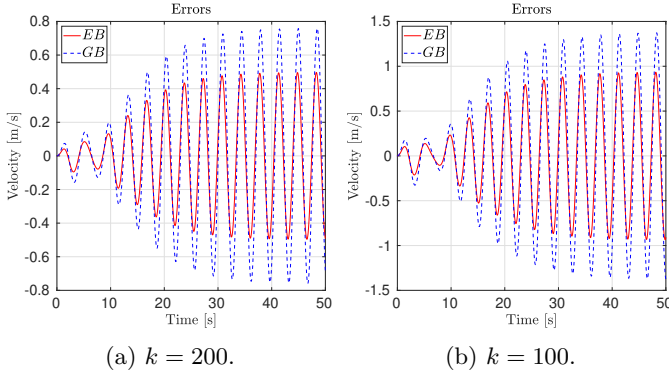 Errors
EB
GB
Velocity [m/s]
0.8
0.6
0.4
0.2
0
-0.2
-0.4
-0.6
-0.8
0 10 20 30 40 50
Time [s]
(a) k = 200.
Errors
EB
GB
Velocity [m/s]
1.5
1
0.5
0
-0.5
-1
-1.5
0 10 20 30 40 50
Time [s]
(b) k = 100.